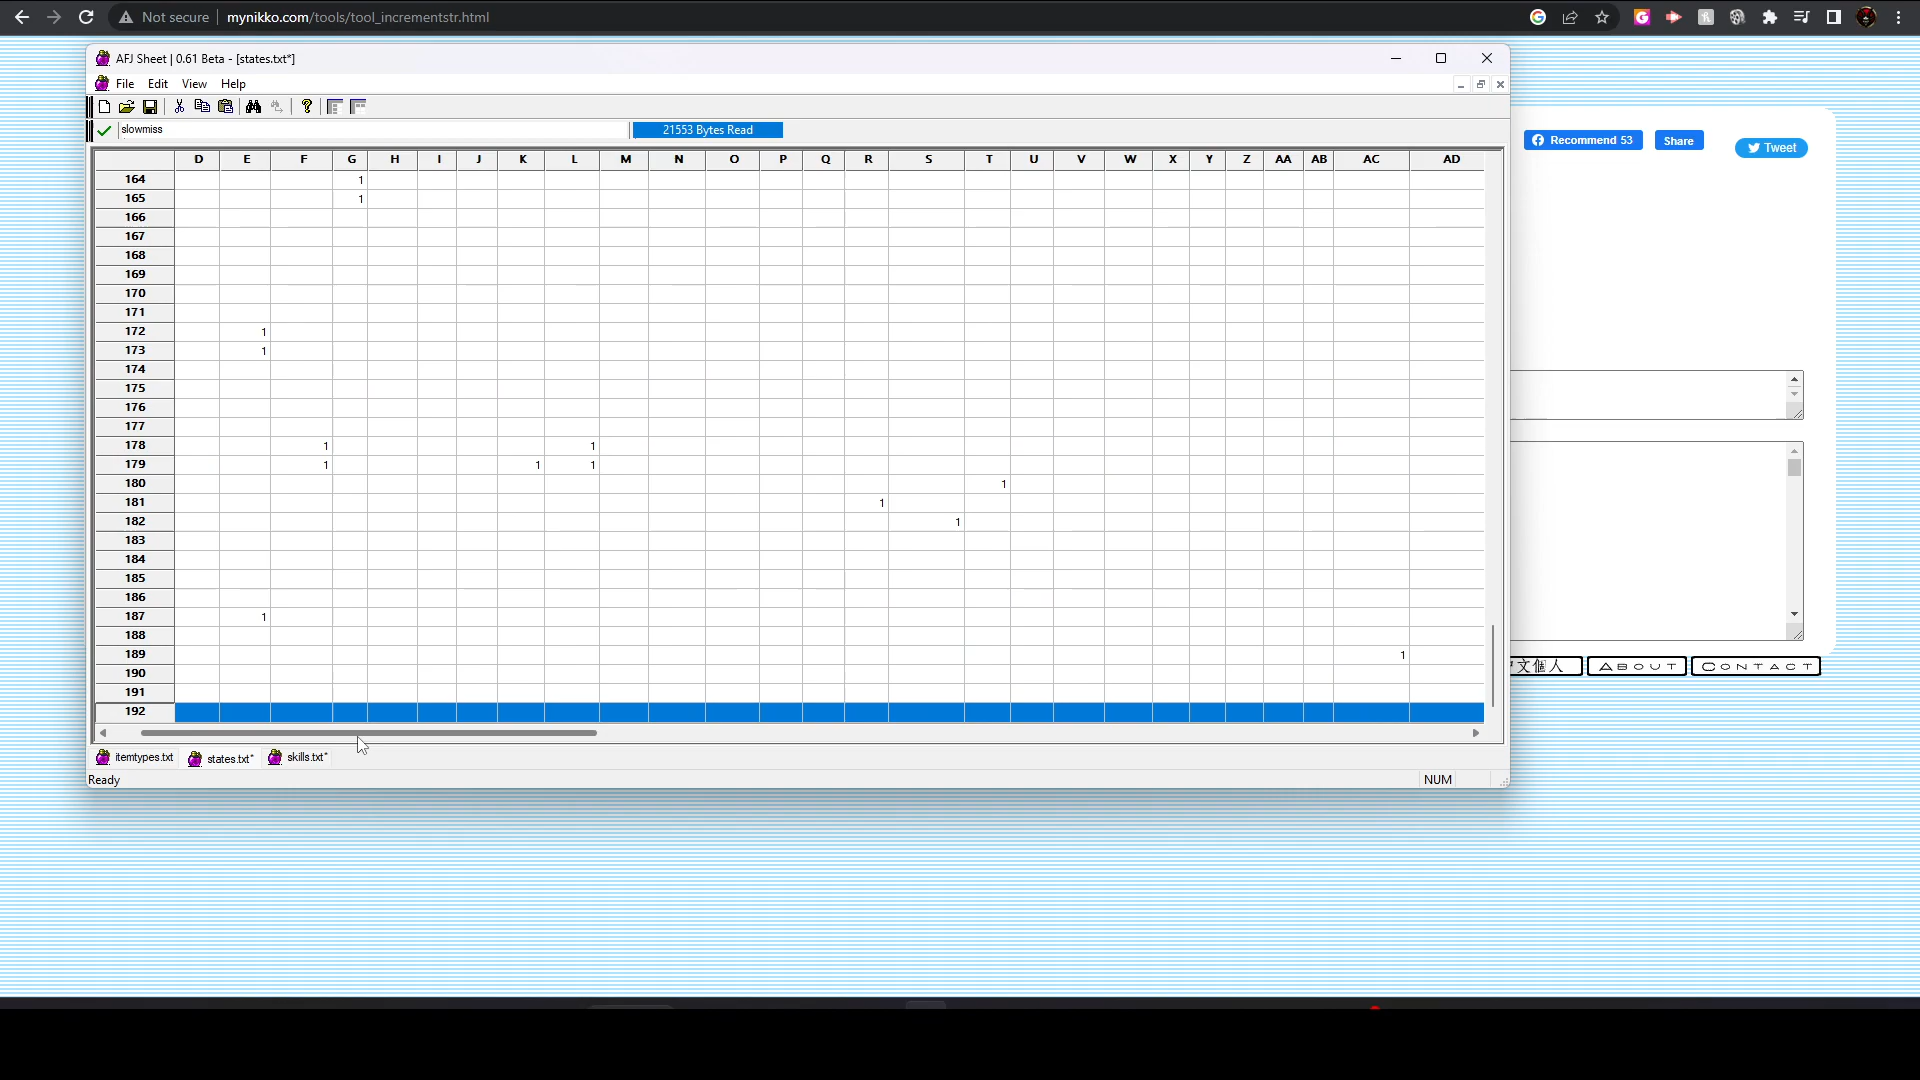 Not secure mynikko.com/tools/tool_incrementstr.html
AFJ Sheet | 0.61 Beta - [states.txt*]
File Edit View Help
slowmiss 21553 Bytes Read
Recommend 53 Share Tweet
D E F G H I J K L M N O P Q R S T U V W X Y Z AA AB AC AD
164 1
165 1
166
167
168
169
170
171
172 1
173 1
174
175
176
177
178 1 1
179 1 1 1
180 1
181 1
182 1
183
184
185
186
187 1
188
189 1
190
191
192
文個人 About Contact
itemtypes.txt states.txt* skills.txt*
Ready NUM